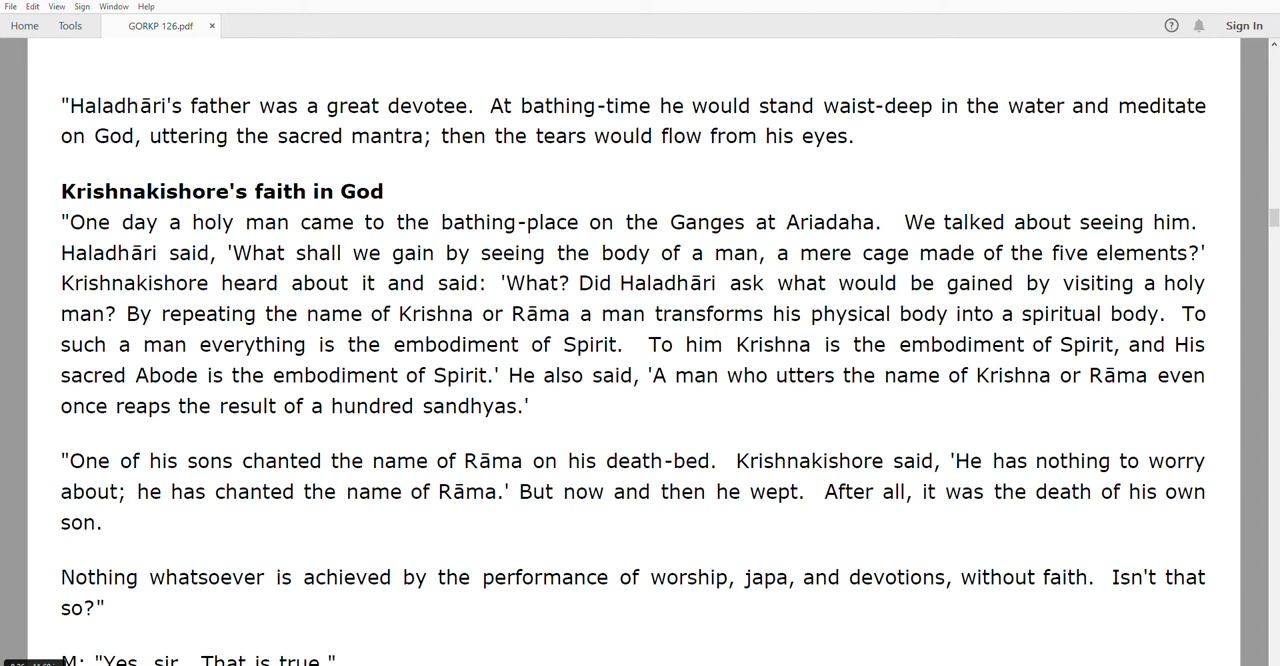 File Edit View Sign Window Help
Home Tools GORKP 126.pdf × ? Sign In
"Haladhāri's father was a great devotee. At bathing-time he would stand waist-deep in the water and meditate
on God, uttering the sacred mantra; then the tears would flow from his eyes.
Krishnakishore's faith in God
"One day a holy man came to the bathing-place on the Ganges at Ariadaha. We talked about seeing him.
Haladhāri said, 'What shall we gain by seeing the body of a man, a mere cage made of the five elements?'
Krishnakishore heard about it and said: 'What? Did Haladhāri ask what would be gained by visiting a holy
man? By repeating the name of Krishna or Rāma a man transforms his physical body into a spiritual body. To
such a man everything is the embodiment of Spirit. To him Krishna is the embodiment of Spirit, and His
sacred Abode is the embodiment of Spirit.' He also said, 'A man who utters the name of Krishna or Rāma even
once reaps the result of a hundred sandhyas.'
"One of his sons chanted the name of Rāma on his death-bed. Krishnakishore said, 'He has nothing to worry
about; he has chanted the name of Rāma.' But now and then he wept. After all, it was the death of his own
son.
Nothing whatsoever is achieved by the performance of worship, japa, and devotions, without faith. Isn't that
so?"
M: "Yes, sir. That is true."